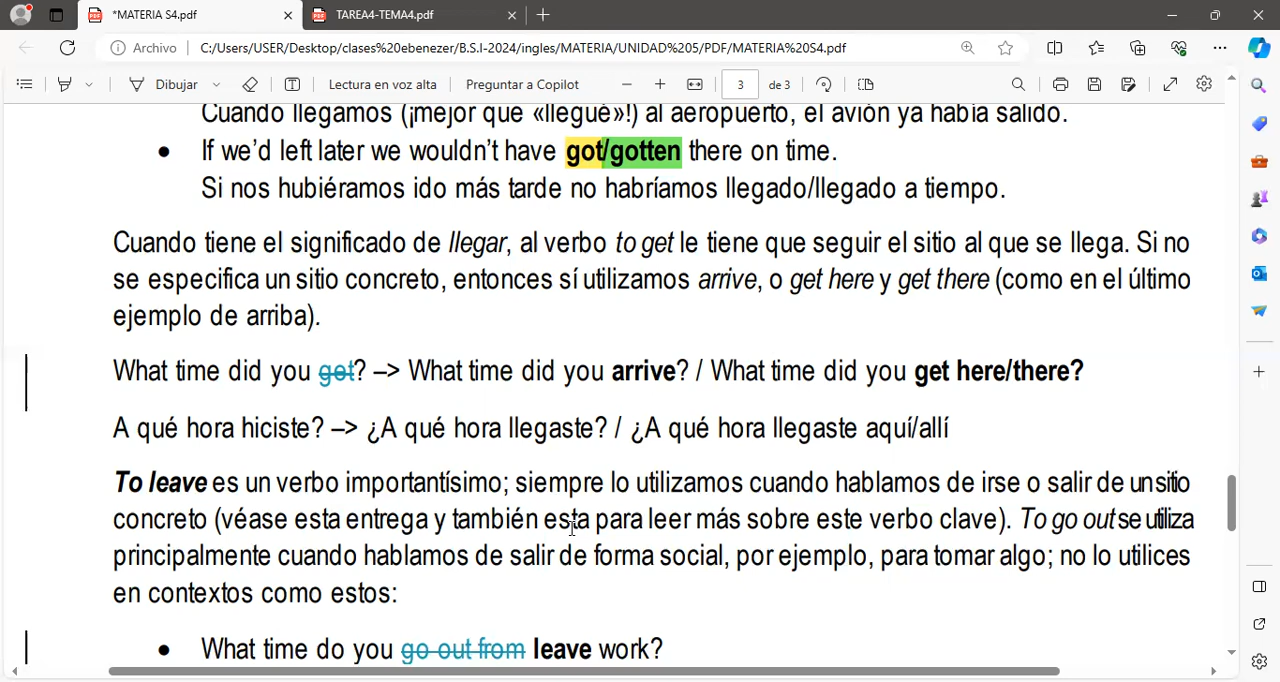 *MATERIA S4.pdf
TAREA4-TEMA4.pdf
Archivo
C:/Users/USER/Desktop/clases%20ebenezer/B.S.I-2024/ingles/MATERIA/UNIDAD%205/PDF/MATERIA%20S4.pdf
Dibujar
Lectura en voz alta
Preguntar a Copilot
3
de 3
Cuando llegamos (¡mejor que «llegué»!) al aeropuerto, el avión ya había salido.
• If we’d left later we wouldn’t have got/gotten there on time.
Si nos hubiéramos ido más tarde no habríamos llegado/llegado a tiempo.
Cuando tiene el significado de llegar, al verbo to get le tiene que seguir el sitio al que se llega. Si no
se especifica un sitio concreto, entonces sí utilizamos arrive, o get here y get there (como en el último
ejemplo de arriba).
What time did you get? –> What time did you arrive? / What time did you get here/there?
A qué hora hiciste? –> ¿A qué hora llegaste? / ¿A qué hora llegaste aquí/allí
To leave es un verbo importantísimo; siempre lo utilizamos cuando hablamos de irse o salir de un sitio
concreto (véase esta entrega y también esta para leer más sobre este verbo clave). To go out se utiliza
principalmente cuando hablamos de salir de forma social, por ejemplo, para tomar algo; no lo utilices
en contextos como estos:
• What time do you go out from leave work?